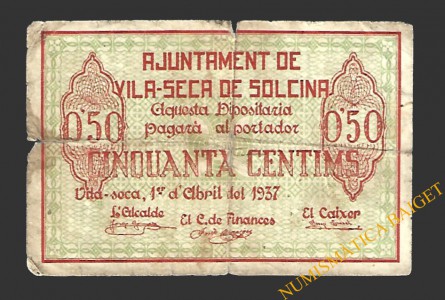 AJUNTAMENT DE
VILA-SECA DE SOLCINA
Aquesta Dipositaria
pagarà al portador
0'50 0'50
CINQUANTA CENTIMS
Vila-seca, 1er d'Abril del 1937
L'Alcalde El C. de Finances El Caixer
NUMISMATICA PAIGET